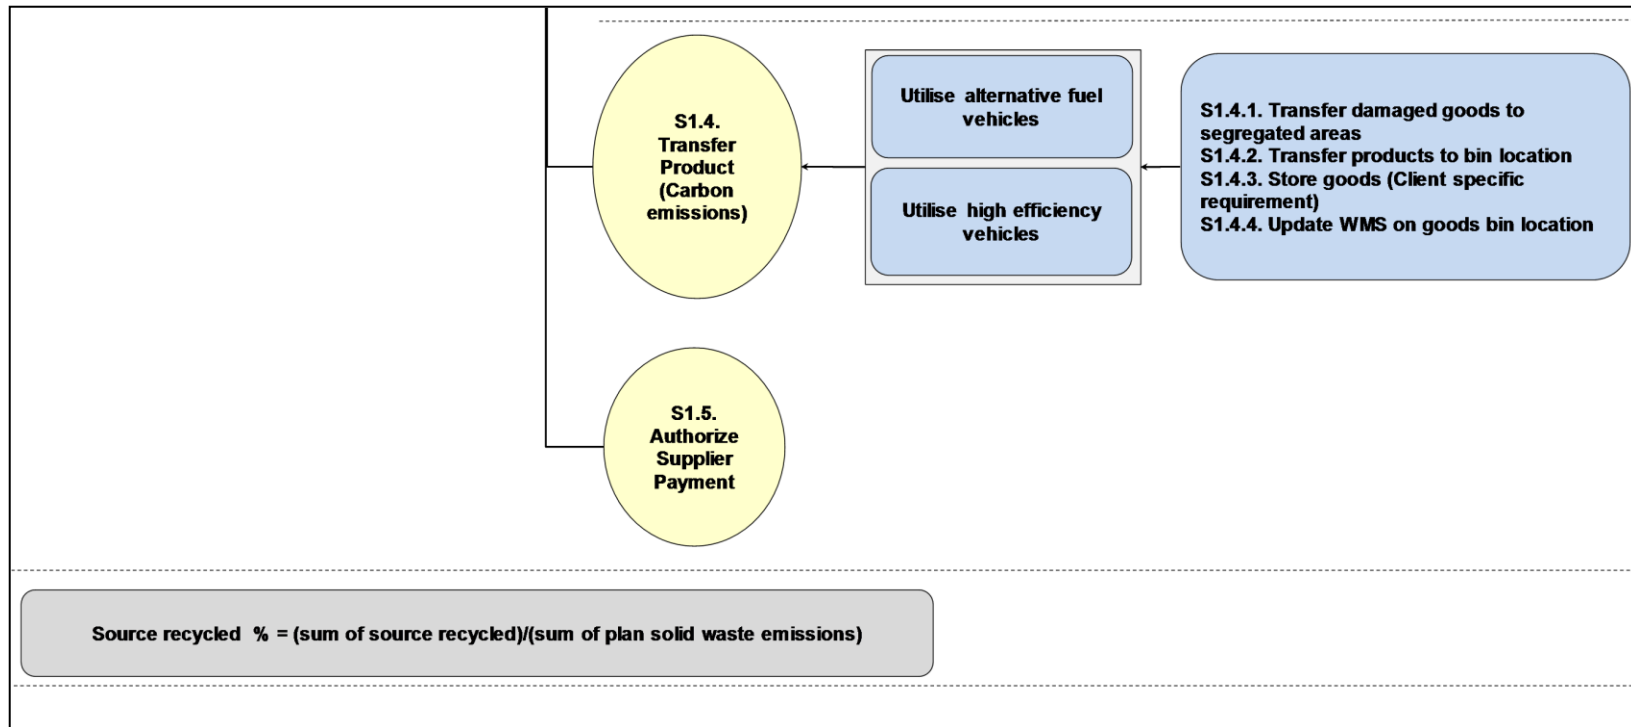 S1.4.
Transfer
Product
(Carbon
emissions)
Utilise alternative fuel
vehicles
Utilise high efficiency
vehicles
S1.4.1. Transfer damaged goods to
segregated areas
S1.4.2. Transfer products to bin location
S1.4.3. Store goods (Client specific
requirement)
S1.4.4. Update WMS on goods bin location
S1.5.
Authorize
Supplier
Payment
Source recycled % = (sum of source recycled)/(sum of plan solid waste emissions)